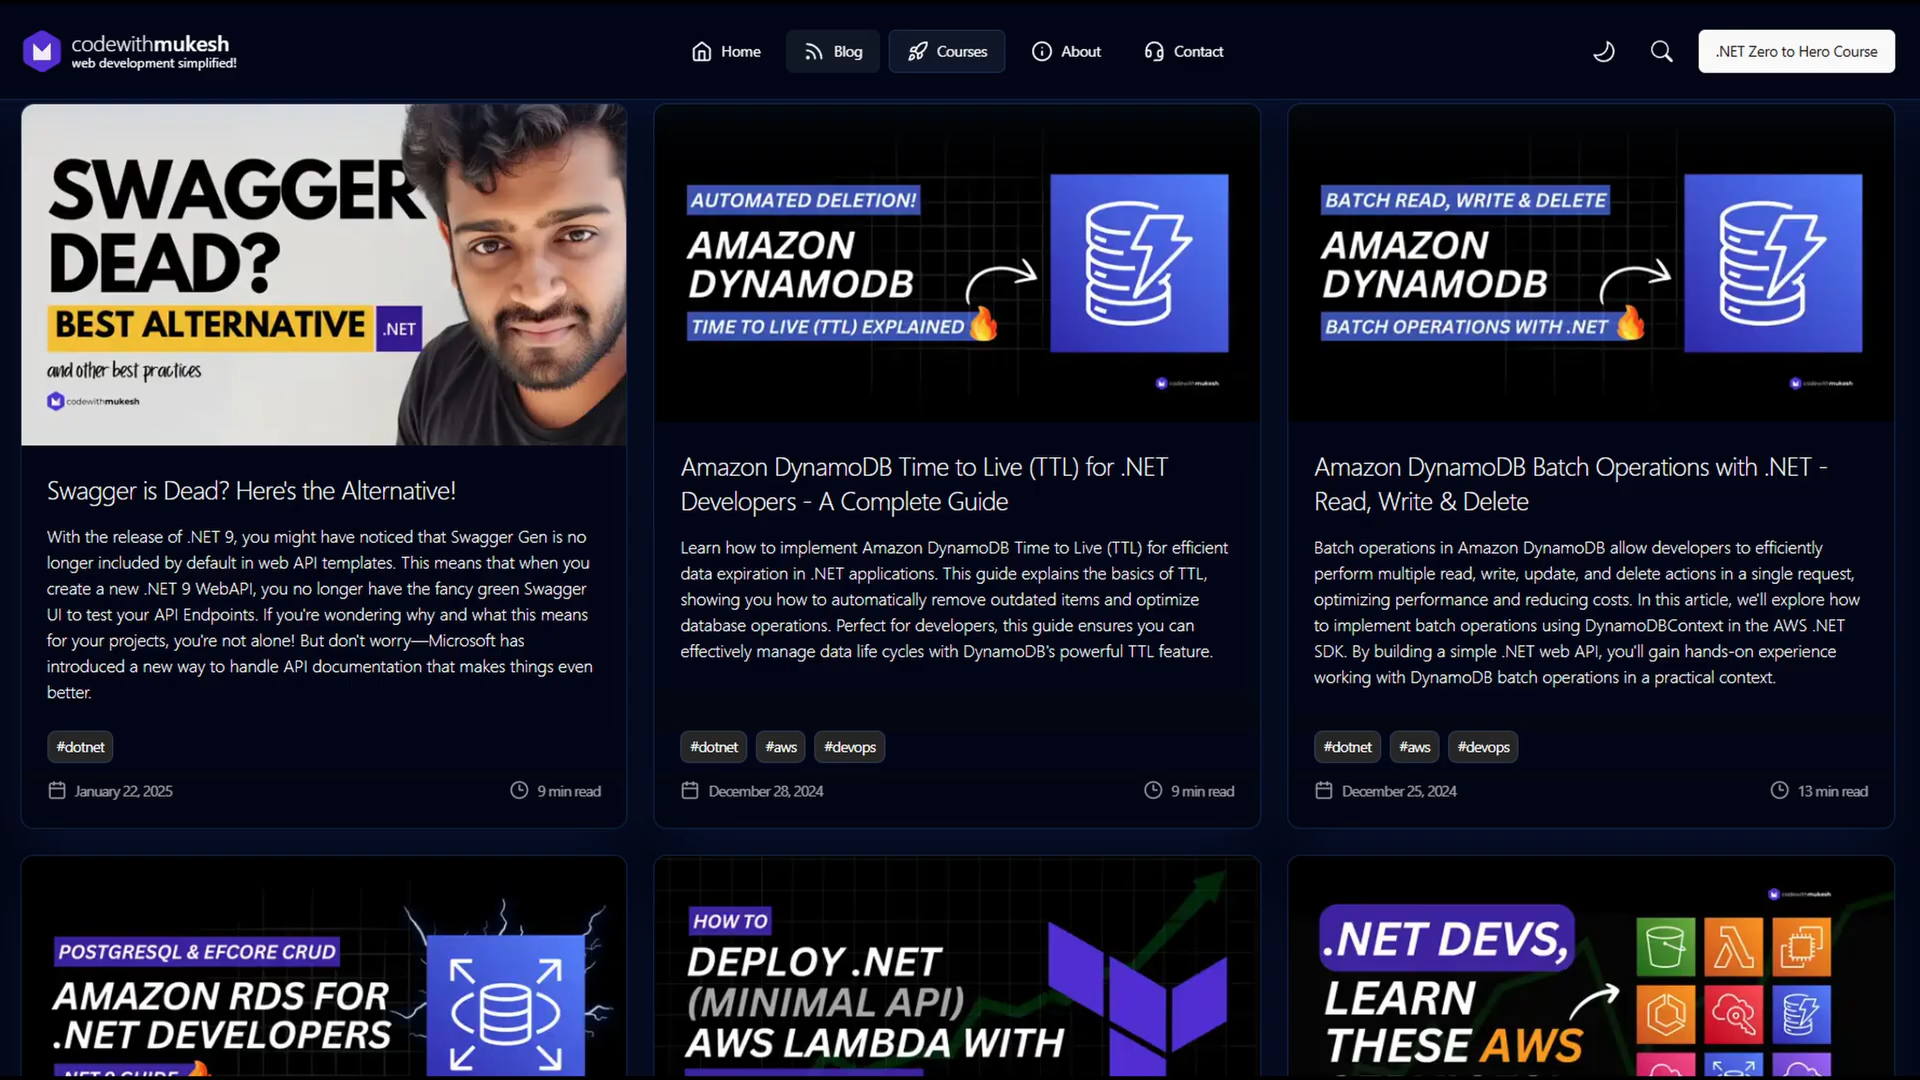 codewithmukesh
web development simplified!
Home
Blog
Courses
About
Contact
.NET Zero to Hero Course
SWAGGER
DEAD?
BEST ALTERNATIVE .NET
and other best practices
codewithmukesh
Swagger is Dead? Here's the Alternative!
With the release of .NET 9, you might have noticed that Swagger Gen is no
longer included by default in web API templates. This means that when you
create a new .NET 9 WebAPI, you no longer have the fancy green Swagger
UI to test your API Endpoints. If you're wondering why and what this means
for your projects, you're not alone! But don't worry—Microsoft has
introduced a new way to handle API documentation that makes things even
better.
#dotnet
January 22, 2025
9 min read
AUTOMATED DELETION!
AMAZON
DYNAMODB
TIME TO LIVE (TTL) EXPLAINED
codewithmukesh
Amazon DynamoDB Time to Live (TTL) for .NET
Developers - A Complete Guide
Learn how to implement Amazon DynamoDB Time to Live (TTL) for efficient
data expiration in .NET applications. This guide explains the basics of TTL,
showing you how to automatically remove outdated items and optimize
database operations. Perfect for developers, this guide ensures you can
effectively manage data life cycles with DynamoDB's powerful TTL feature.
#dotnet #aws #devops
December 28, 2024
9 min read
BATCH READ, WRITE & DELETE
AMAZON
DYNAMODB
BATCH OPERATIONS WITH .NET
codewithmukesh
Amazon DynamoDB Batch Operations with .NET -
Read, Write & Delete
Batch operations in Amazon DynamoDB allow developers to efficiently
perform multiple read, write, update, and delete actions in a single request,
optimizing performance and reducing costs. In this article, we'll explore how
to implement batch operations using DynamoDBContext in the AWS .NET
SDK. By building a simple .NET web API, you'll gain hands-on experience
working with DynamoDB batch operations in a practical context.
#dotnet #aws #devops
December 25, 2024
13 min read
POSTGRESQL & EFCORE CRUD
AMAZON RDS FOR
.NET DEVELOPERS
HOW TO
DEPLOY .NET
(MINIMAL API)
AWS LAMBDA WITH
codewithmukesh
.NET DEVS,
LEARN
THESE AWS